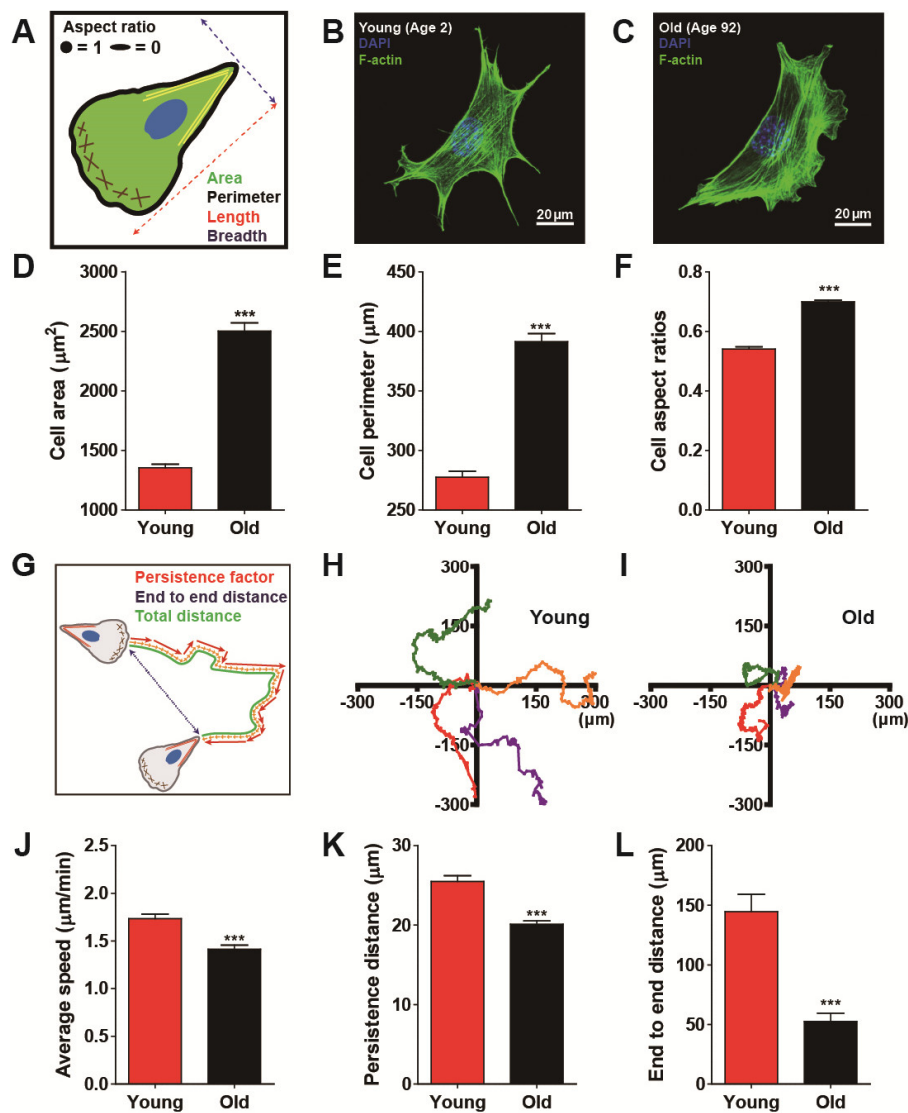 A
Aspect ratio
= 1 = 0
Area
Perimeter
Length
Breadth
B
Young (Age 2)
DAPI
F-actin
20 μm
C
Old (Age 92)
DAPI
F-actin
20 μm
D
Cell area (μm²)
3000
2500
2000
1500
1000
***
Young Old
E
Cell perimeter (μm)
450
400
350
300
250
***
Young Old
F
Cell aspect ratios
0.8
0.6
0.4
0.2
0.0
***
Young Old
G
Persistence factor
End to end distance
Total distance
H
Young
300
150
-300 -150 150 300
(μm)
-150
-300
I
Old
300
150
-300 -150 150 300
(μm)
-150
-300
J
Average speed (μm/min)
2.5
2.0
1.5
1.0
0.5
0.0
***
Young Old
K
Persistence distance (μm)
30
20
10
0
***
Young Old
L
End to end distance (μm)
200
150
100
50
0
***
Young Old